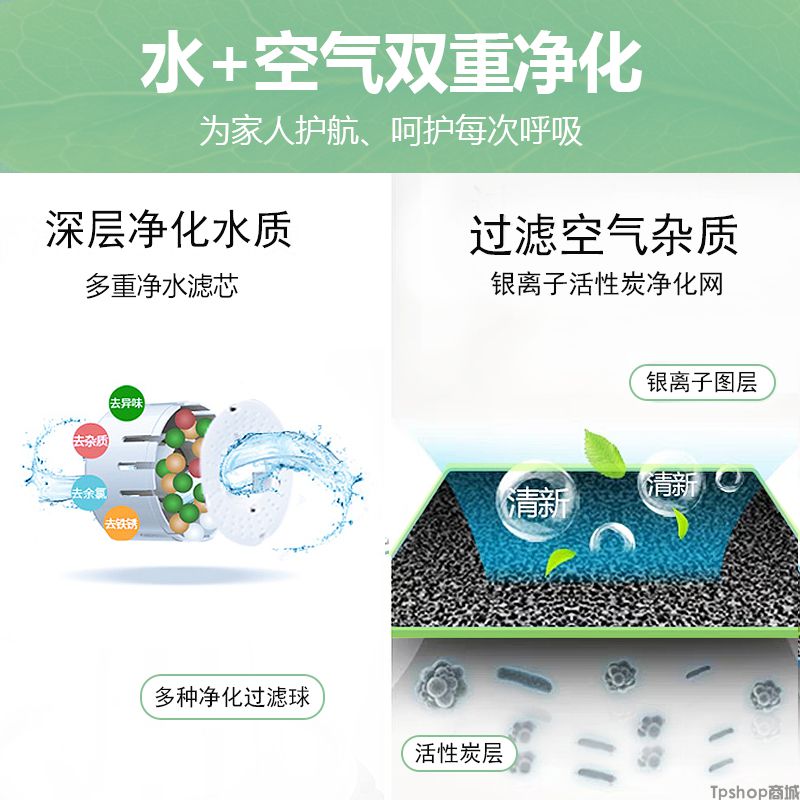 水+空气双重净化
为家人护航、呵护每次呼吸
深层净化水质
多重净水滤芯
去异味
去杂质
去余氯
去铁锈
多种净化过滤球
过滤空气杂质
银离子活性炭净化网
银离子图层
清新
清新
活性炭层
Tpshop商城